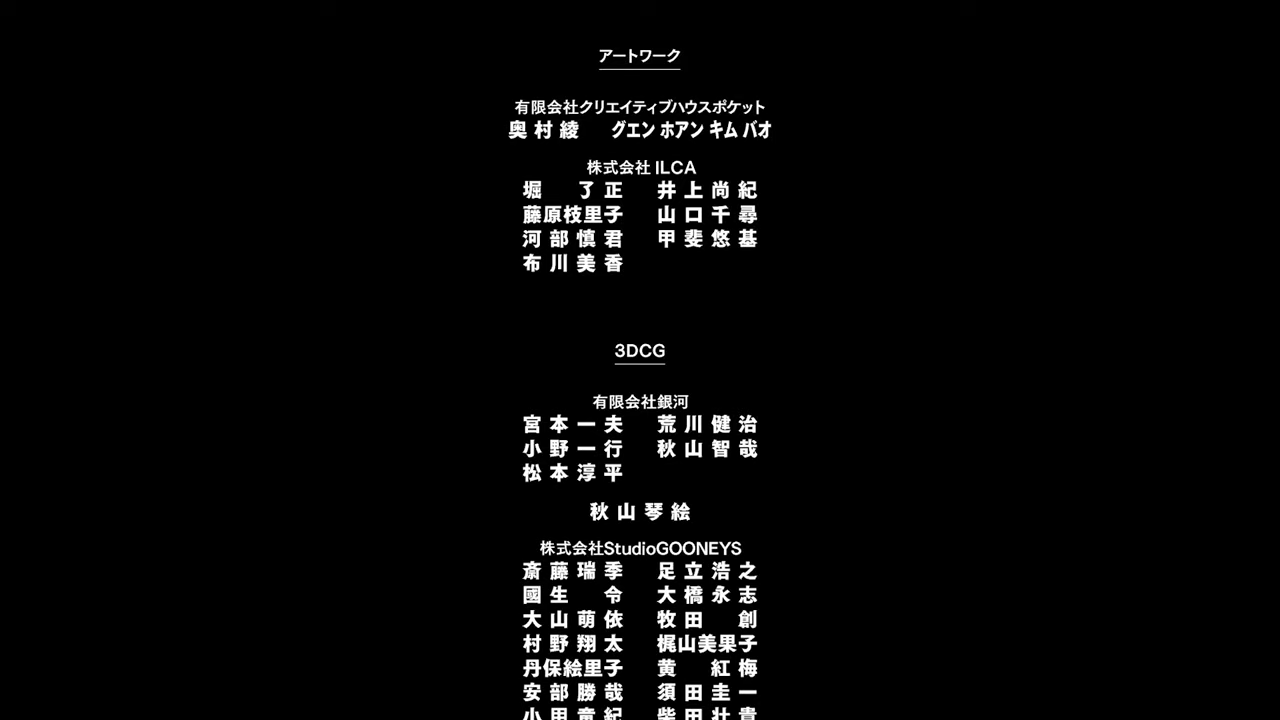 アートワーク
有限会社クリエイティブハウスポケット
奥村綾 グエン ホアン キム バオ
株式会社 ILCA
堀 了正 井上尚紀
藤原枝里子 山口千尋
河部慎君 甲斐悠基
布川美香
3DCG
有限会社銀河
宮本一夫 荒川健治
小野一行 秋山智哉
松本淳平
秋山琴絵
株式会社StudioGOONEYS
斎藤瑞季 足立浩之
國生 令 大橋永志
大山萌依 牧田 創
村野翔太 梶山美果子
丹保絵里子 黄 紅梅
安部勝哉 須田圭一
柴田壮貴